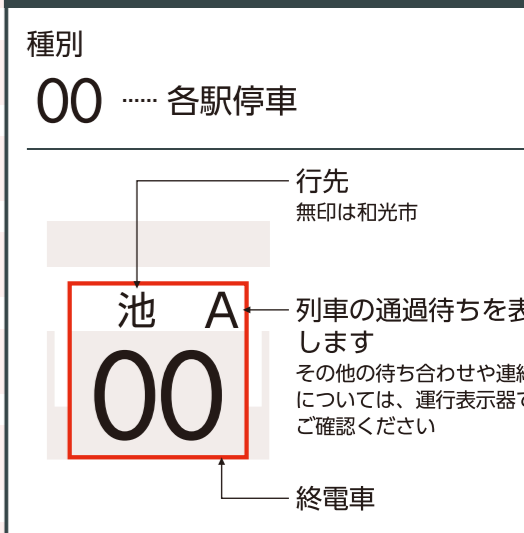 種別
00 ······ 各駅停車
行先
無印は和光市
池 A
00
列車の通過待ちを表
します
その他の待ち合わせや連絡
については、運行表示器で
ご確認ください
終電車